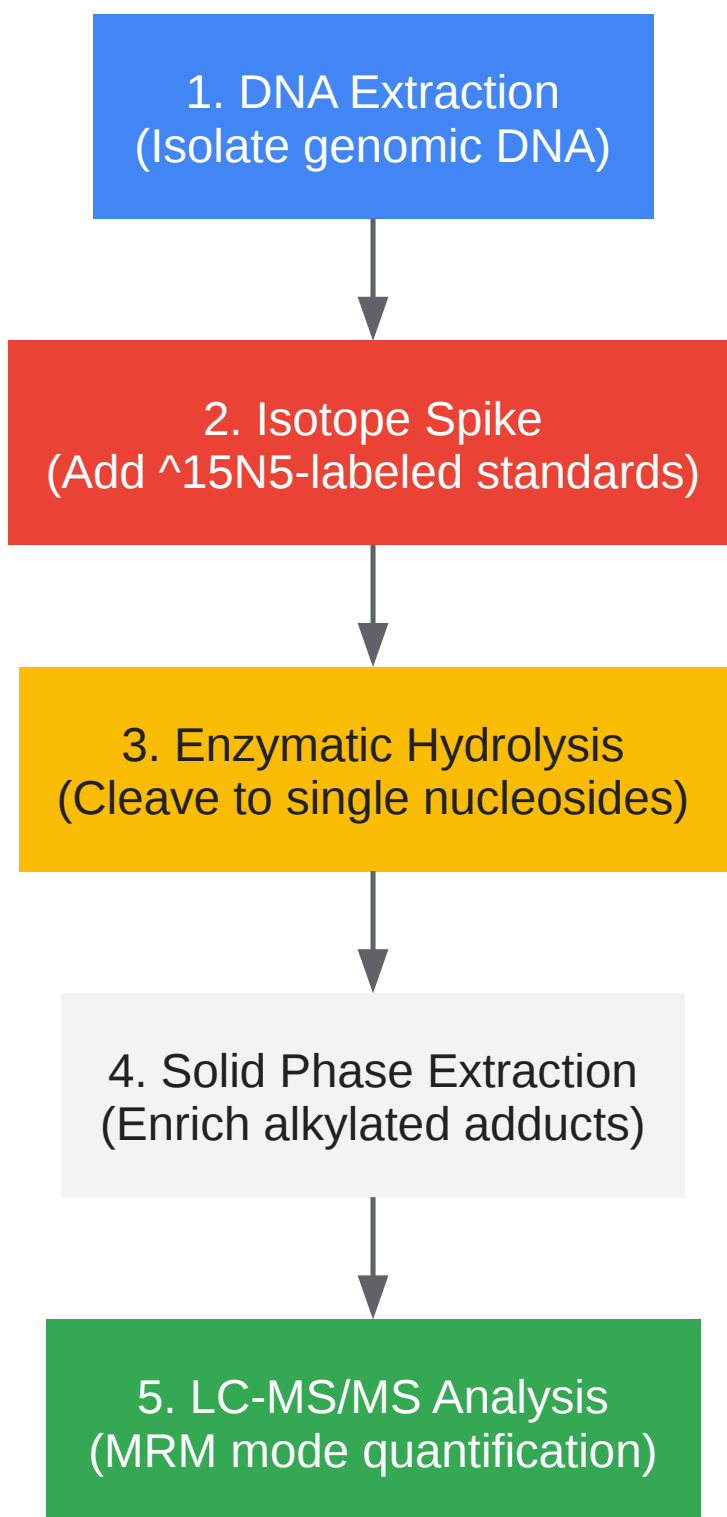 1. DNA Extraction
(Isolate genomic DNA)
2. Isotope Spike
(Add ^15N5-labeled standards)
3. Enzymatic Hydrolysis
(Cleave to single nucleosides)
4. Solid Phase Extraction
(Enrich alkylated adducts)
5. LC-MS/MS Analysis
(MRM mode quantification)